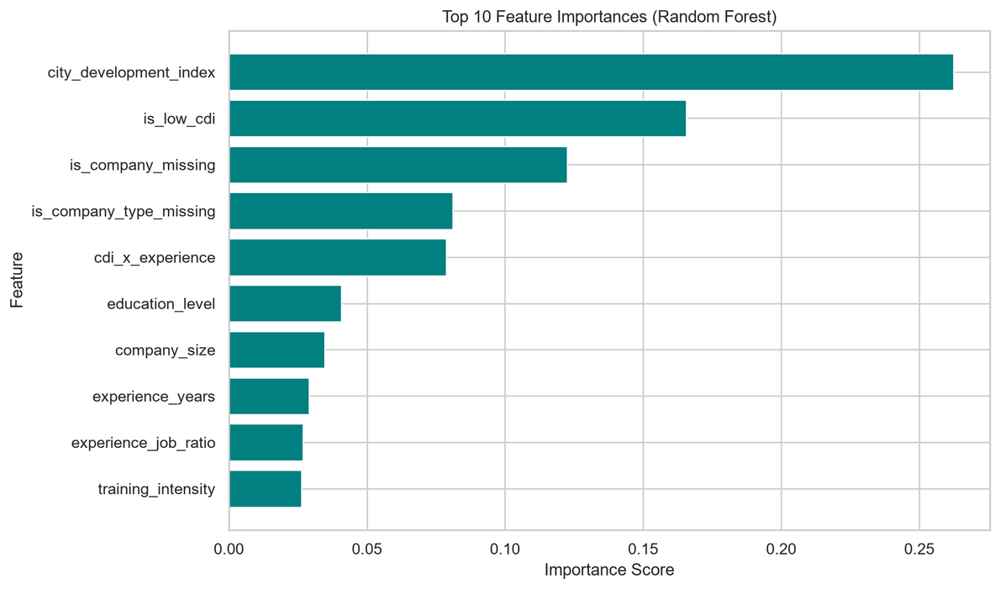 Top 10 Feature Importances (Random Forest)
city_development_index
is_low_cdi
is_company_missing
is_company_type_missing
cdi_x_experience
education_level
company_size
experience_years
experience_job_ratio
training_intensity
Feature
0.00 0.05 0.10 0.15 0.20 0.25
Importance Score